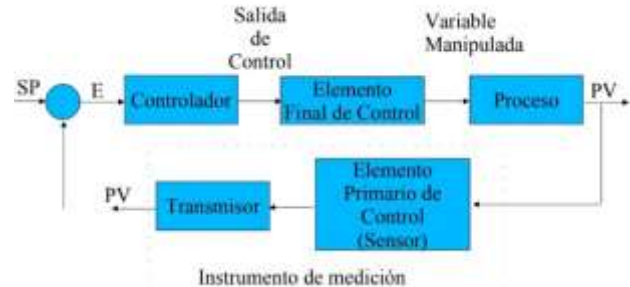 Salida
de
Control
Variable
Manipulada
SP
E
Controlador
Elemento
Final de Control
Proceso
PV
PV
Transmisor
Elemento
Primario de
Control
(Sensor)
Instrumento de medición